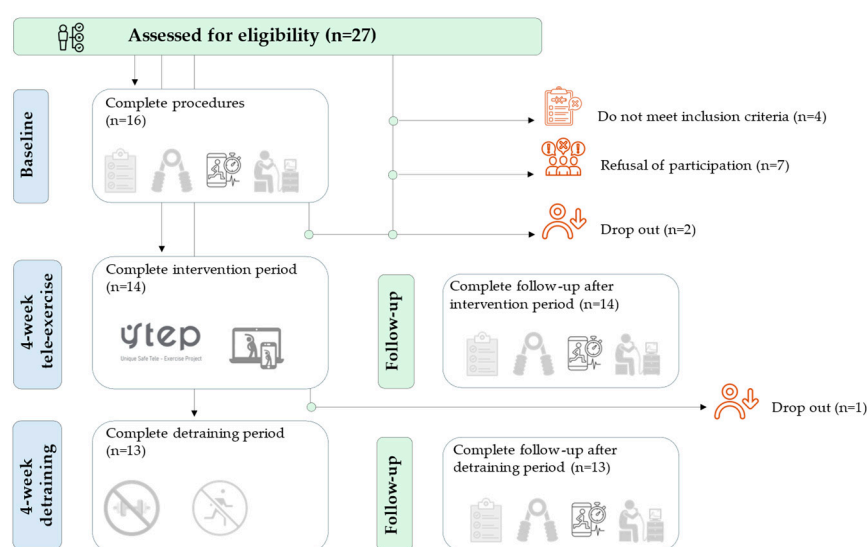 Assessed for eligibility (n=27)
Baseline
Complete procedures
(n=16)
Do not meet inclusion criteria (n=4)
Refusal of participation (n=7)
Drop out (n=2)
4-week
tele-exercise
Complete intervention period
(n=14)
ystep
Unique Safe Tele - Exercise Project
Follow-up
Complete follow-up after
intervention period (n=14)
Drop out (n=1)
4-week
detraining
Complete detraining period
(n=13)
Follow-up
Complete follow-up after
detraining period (n=13)